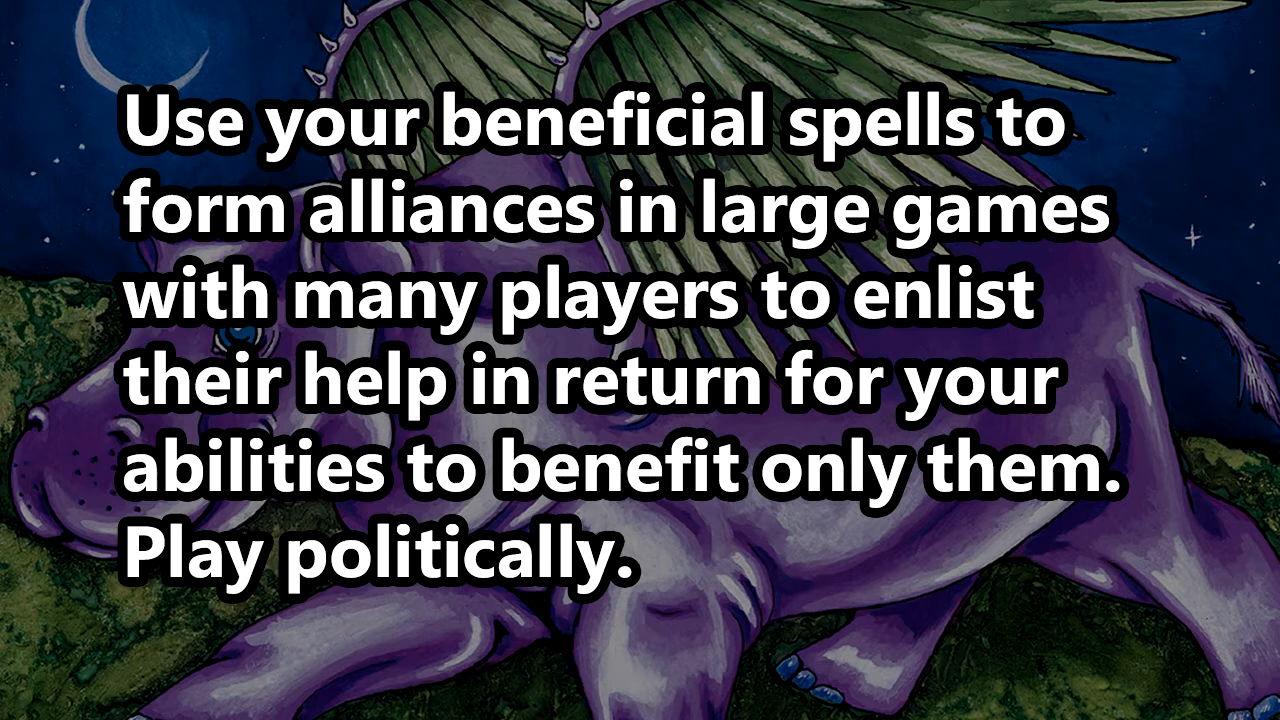 Use your beneficial spells to
form alliances in large games
with many players to enlist
their help in return for your
abilities to benefit only them.
Play politically.